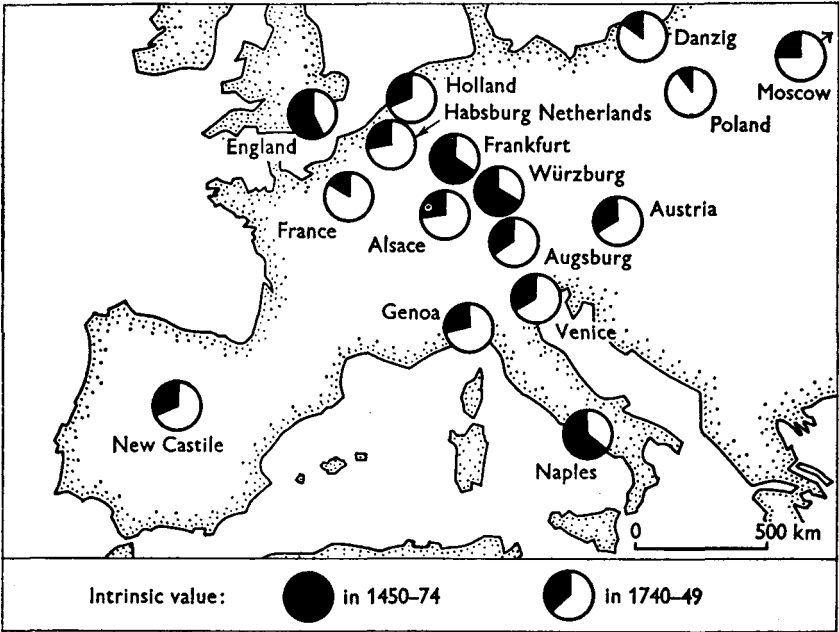 Danzig
Moscow
Holland
Habsburg Netherlands
Poland
England
Frankfurt
Würzburg
France
Alsace
Austria
Augsburg
Genoa
Venice
New Castile
Naples
0 500 km
Intrinsic value: in 1450–74 in 1740–49